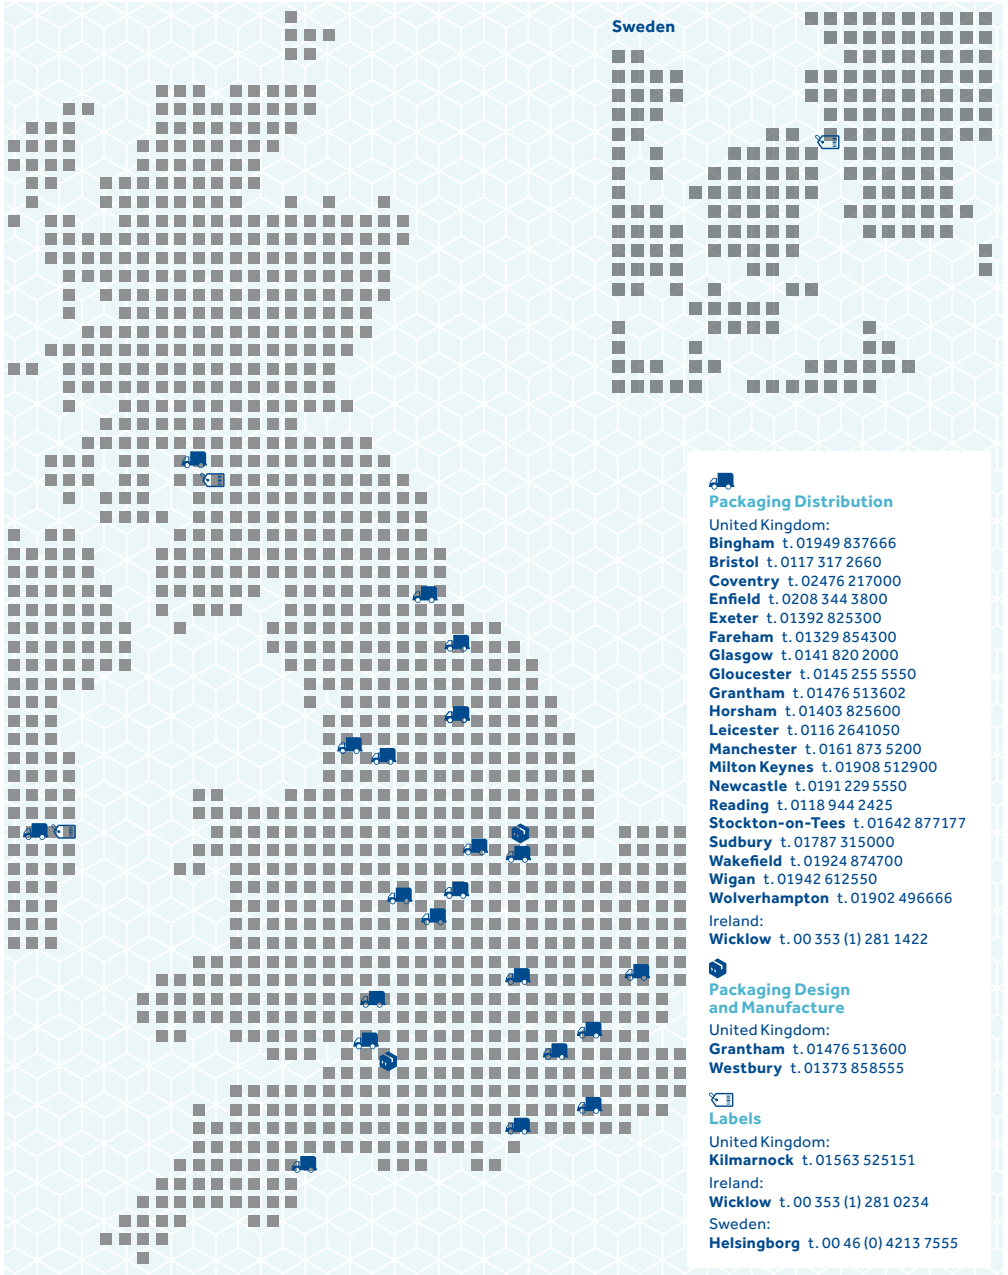 Sweden
Packaging Distribution
United Kingdom:
Bingham t. 01949 837666
Bristol t. 0117 317 2660
Coventry t. 02476 217000
Enfield t. 0208 344 3800
Exeter t. 01392 825300
Fareham t. 01329 854300
Glasgow t. 0141 820 2000
Gloucester t. 0145 255 5550
Grantham t. 01476 513602
Horsham t. 01403 825600
Leicester t. 0116 2641050
Manchester t. 0161 873 5200
Milton Keynes t. 01908 512900
Newcastle t. 0191 229 5550
Reading t. 0118 944 2425
Stockton-on-Tees t. 01642 877177
Sudbury t. 01787 315000
Wakefield t. 01924 874700
Wigan t. 01942 612550
Wolverhampton t. 01902 496666
Ireland:
Wicklow t. 00 353 (1) 281 1422
Packaging Design
and Manufacture
United Kingdom:
Grantham t. 01476 513600
Westbury t. 01373 858555
Labels
United Kingdom:
Kilmarnock t. 01563 525151
Ireland:
Wicklow t. 00 353 (1) 281 0234
Sweden:
Helsingborg t. 00 46 (0) 4213 7555